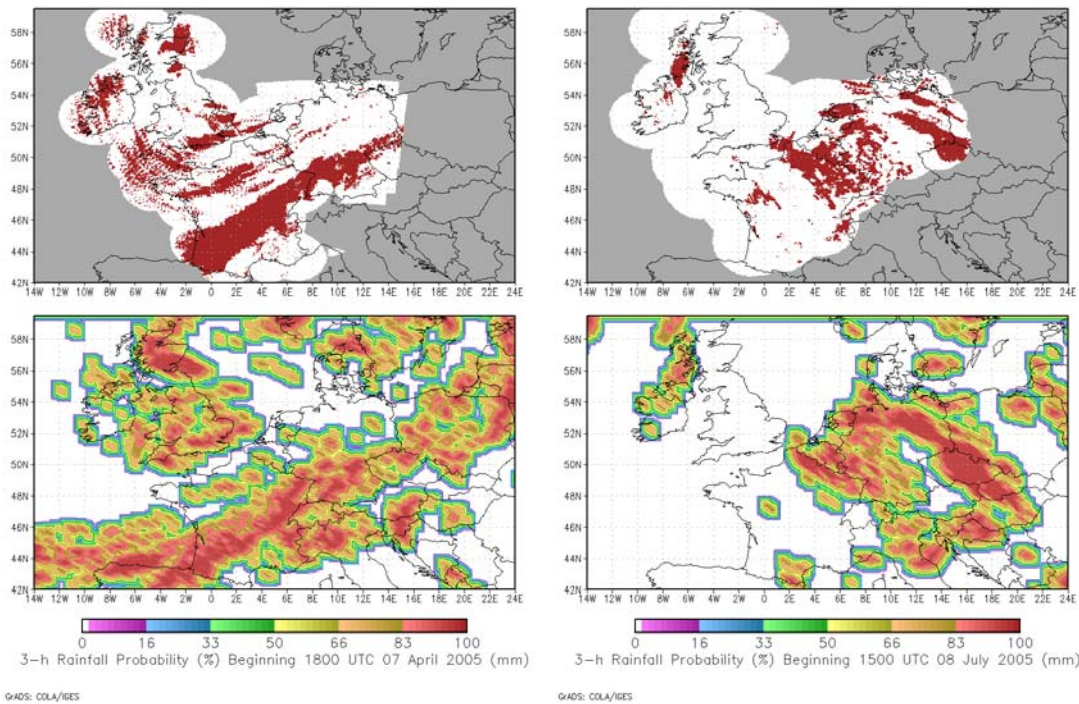 58N
56N
54N
52N
50N
48N
46N
44N
42N
14W 12W 10W 8W 6W 4W 2W 0 2E 4E 6E 8E 10E 12E 14E 16E 18E 20E 22E 24E
58N
56N
54N
52N
50N
48N
46N
44N
42N
14W 12W 10W 8W 6W 4W 2W 0 2E 4E 6E 8E 10E 12E 14E 16E 18E 20E 22E 24E
58N
56N
54N
52N
50N
48N
46N
44N
42N
14W 12W 10W 8W 6W 4W 2W 0 2E 4E 6E 8E 10E 12E 14E 16E 18E 20E 22E 24E
0 16 33 50 66 83 100
3-h Rainfall Probability (%) Beginning 1800 UTC 07 April 2005 (mm)
GrADS: COLA/IGES
58N
56N
54N
52N
50N
48N
46N
44N
42N
14W 12W 10W 8W 6W 4W 2W 0 2E 4E 6E 8E 10E 12E 14E 16E 18E 20E 22E 24E
0 16 33 50 66 83 100
3-h Rainfall Probability (%) Beginning 1500 UTC 08 July 2005 (mm)
GrADS: COLA/IGES